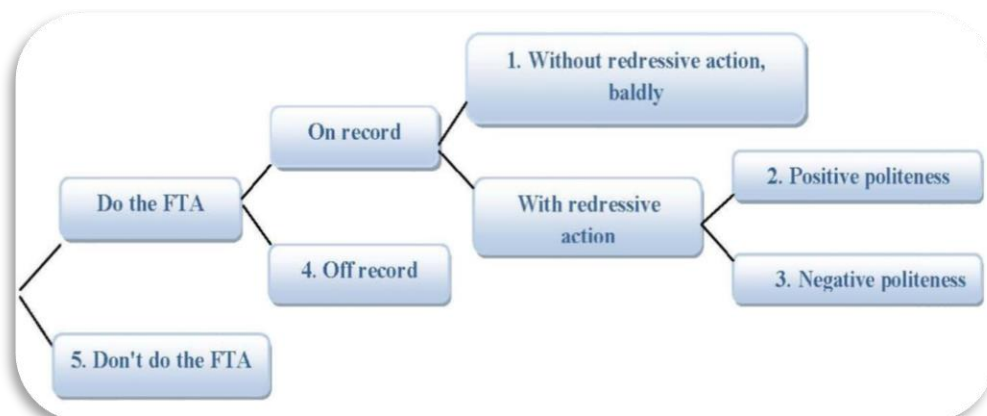 1. Without redressive action,
baldly
On record
Do the FTA
With redressive
action
2. Positive politeness
4. Off record
3. Negative politeness
5. Don't do the FTA